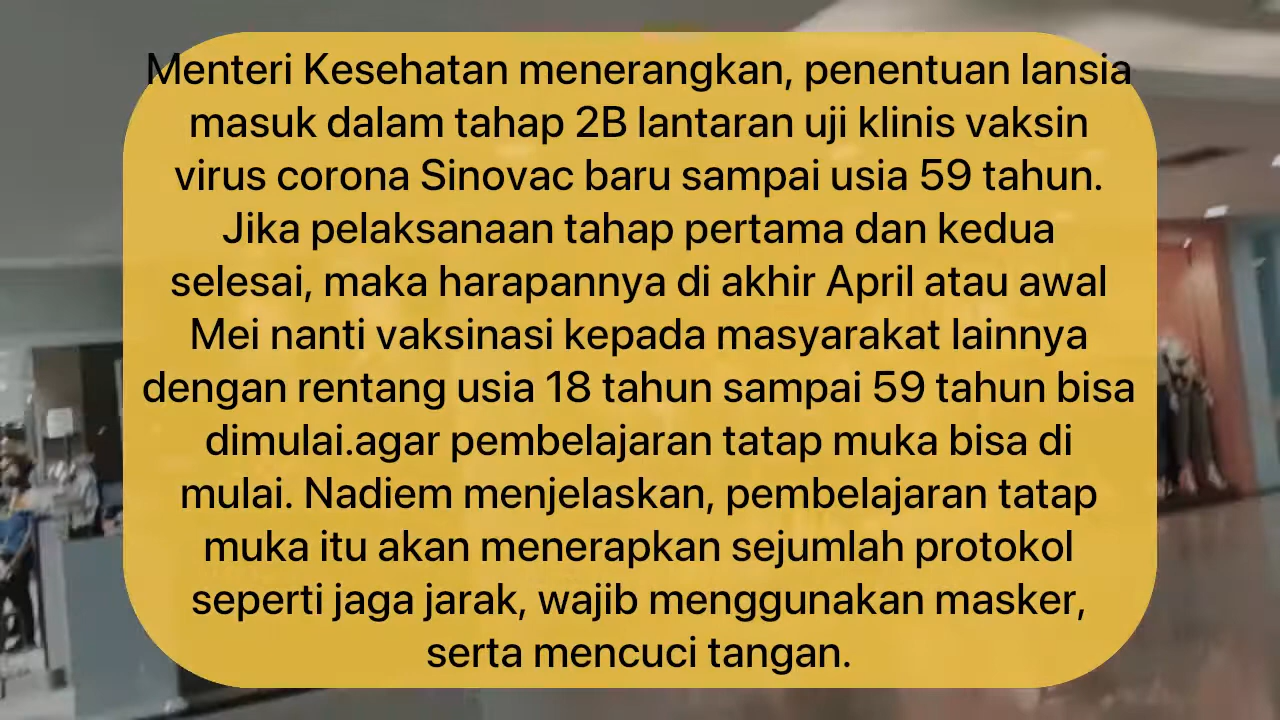 Menteri Kesehatan menerangkan, penentuan lansia
masuk dalam tahap 2B lantaran uji klinis vaksin
virus corona Sinovac baru sampai usia 59 tahun.
Jika pelaksanaan tahap pertama dan kedua
selesai, maka harapannya di akhir April atau awal
Mei nanti vaksinasi kepada masyarakat lainnya
dengan rentang usia 18 tahun sampai 59 tahun bisa
dimulai.agar pembelajaran tatap muka bisa di
mulai. Nadiem menjelaskan, pembelajaran tatap
muka itu akan menerapkan sejumlah protokol
seperti jaga jarak, wajib menggunakan masker,
serta mencuci tangan.